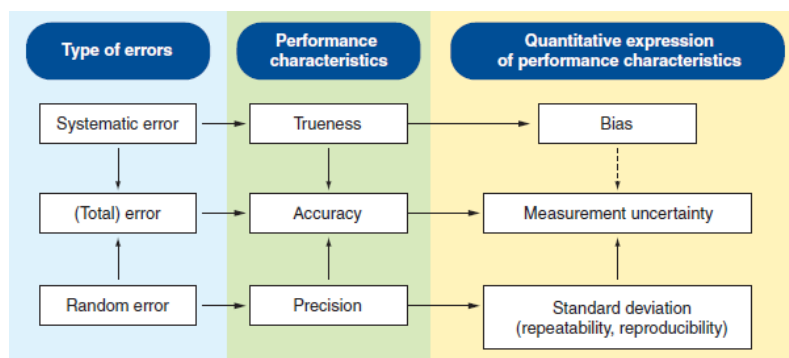 Type of errors
Performance
characteristics
Quantitative expression
of performance characteristics
Systematic error
Trueness
Bias
(Total) error
Accuracy
Measurement uncertainty
Random error
Precision
Standard deviation
(repeatability, reproducibility)